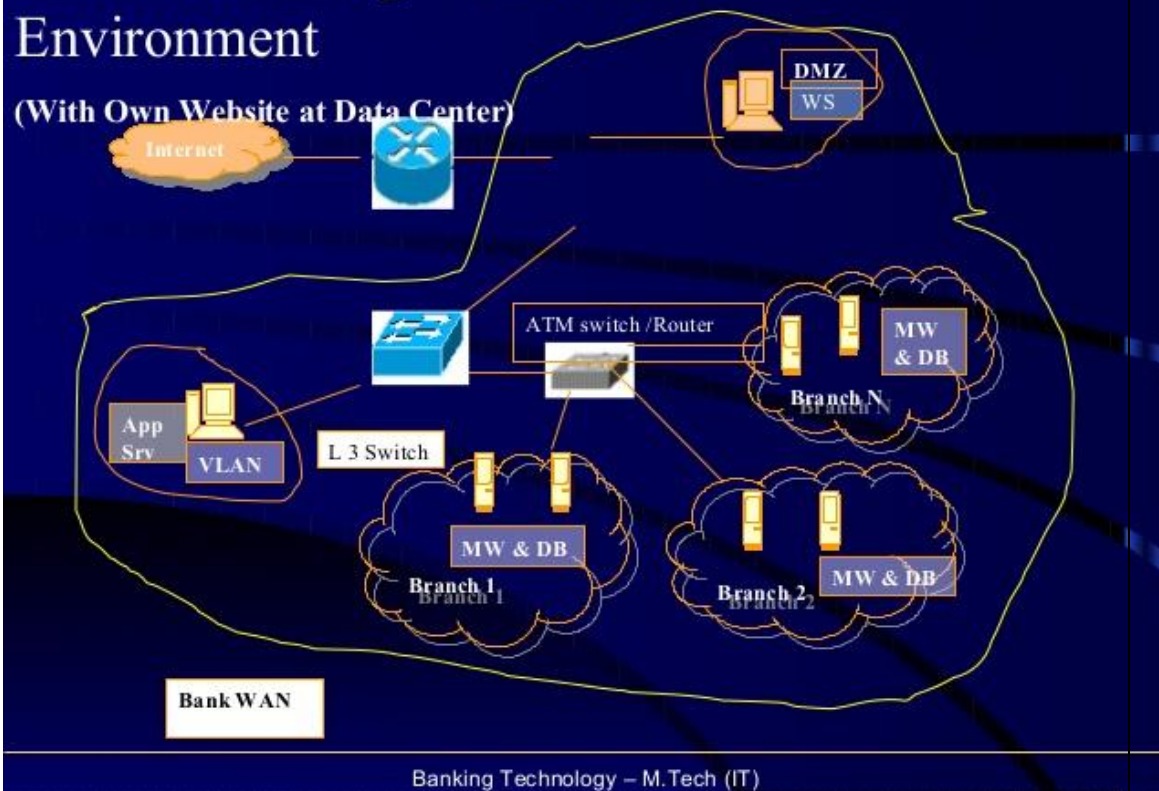 Environment
(With Own Website at Data Center)
DMZ
WS
Internet
ATM switch /Router
MW
& DB
Branch N
App
Srv
VLAN
L 3 Switch
MW & DB
Branch 1
MW & DB
Branch 2
Bank WAN
Banking Technology – M.Tech (IT)